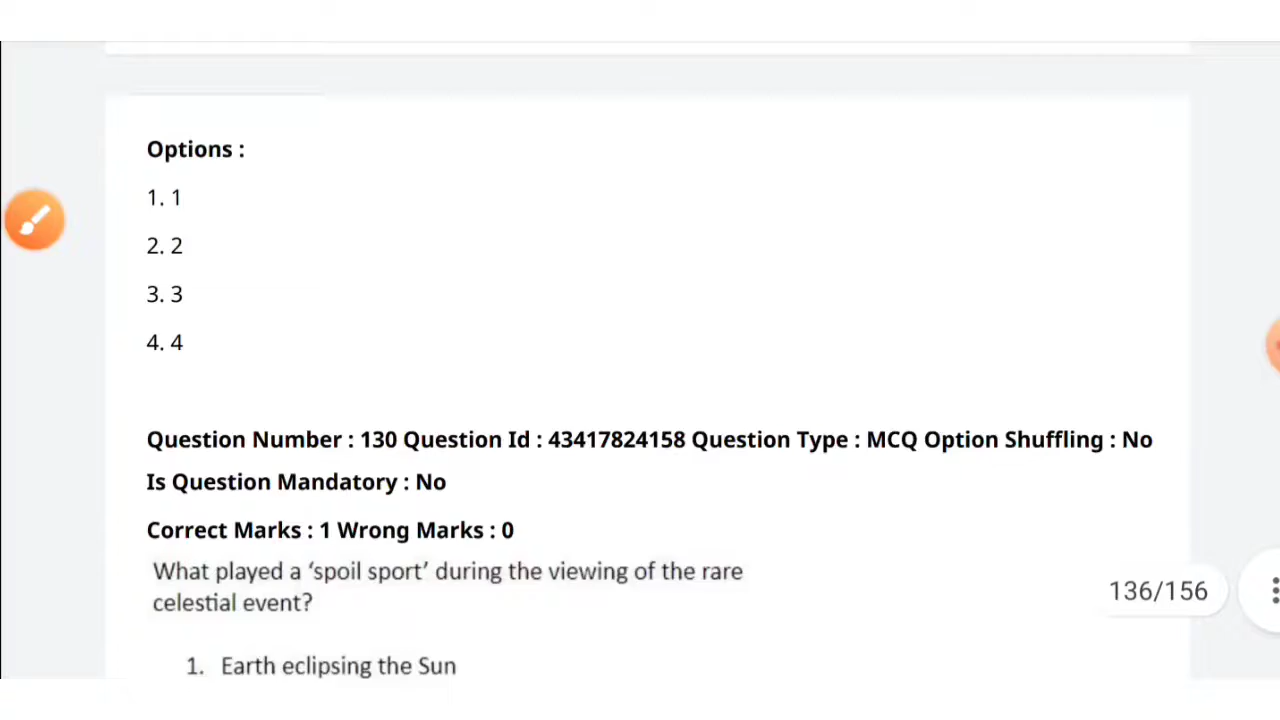 Options :
1. 1
2. 2
3. 3
4. 4
Question Number : 130 Question Id : 43417824158 Question Type : MCQ Option Shuffling : No
Is Question Mandatory : No
Correct Marks : 1 Wrong Marks : 0
What played a ‘spoil sport’ during the viewing of the rare
celestial event?
136/156
1. Earth eclipsing the Sun